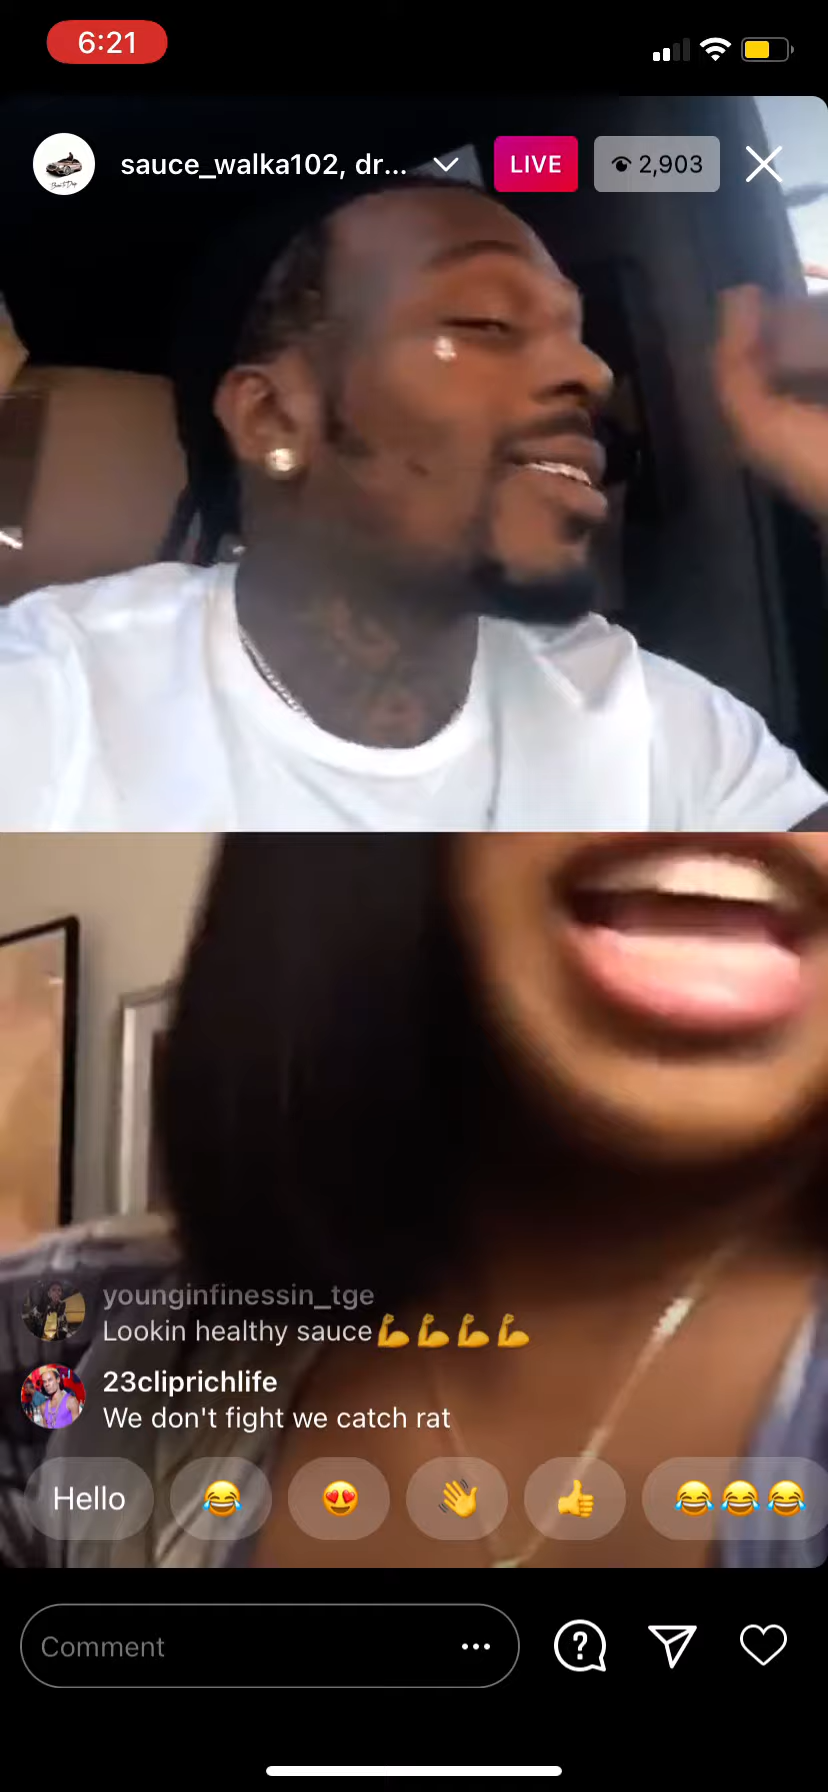 6:21
sauce_walka102, dr...
LIVE
2,903
younginfinessin_tge
Lookin healthy sauce💪💪💪💪
23cliprichlife
We don't fight we catch rat
Hello
Comment